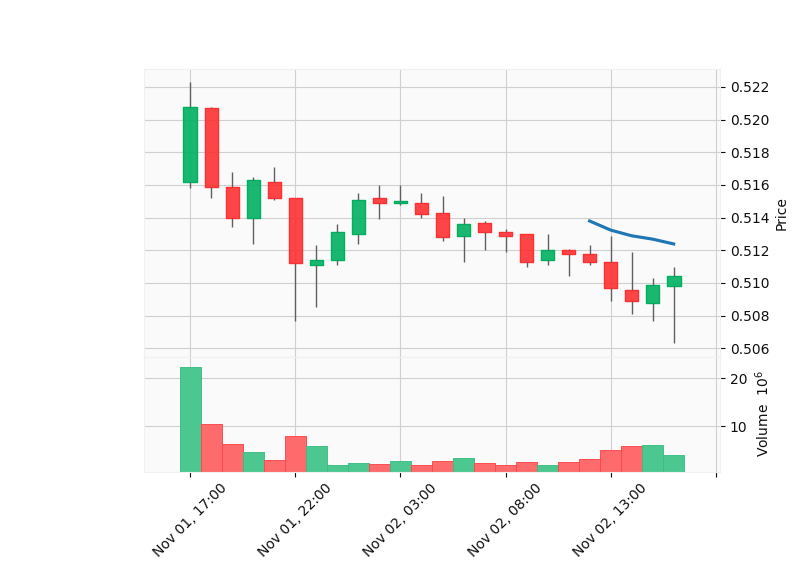 0.522
0.520
0.518
0.516
0.514
0.512
0.510
0.508
0.506
Price
20
10
Volume 10^6
Nov 01, 17:00
Nov 01, 22:00
Nov 02, 03:00
Nov 02, 08:00
Nov 02, 13:00